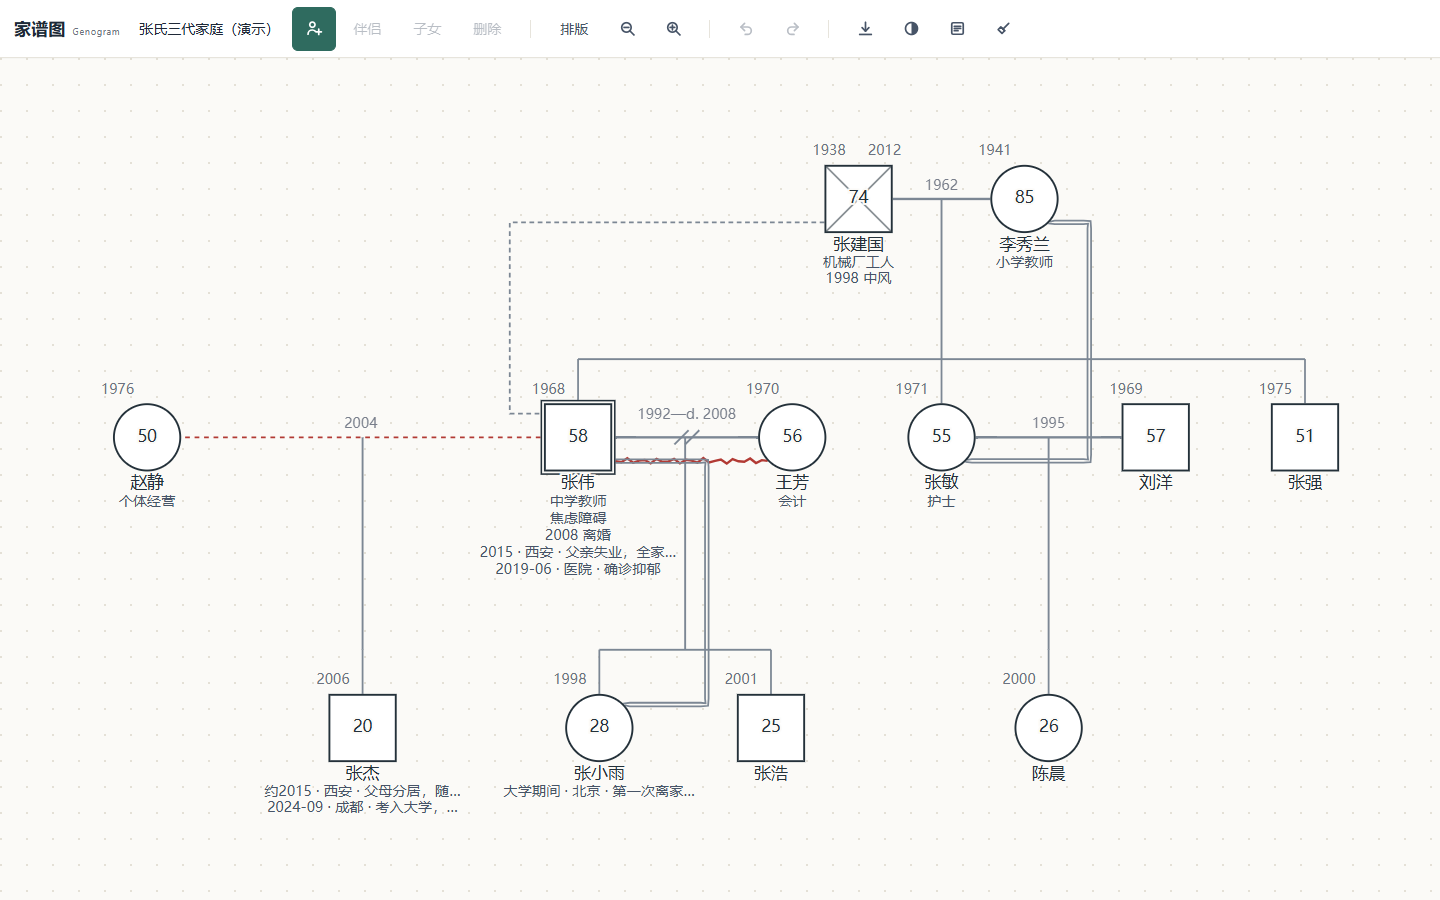 家谱图 Genogram 张氏三代家庭（演示） 伴侣 子女 删除 排版
1938 2012 1941
74 1962 85
张建国 李秀兰
机械厂工人 小学教师
1998 中风
1976 1968 1970 1971 1969 1975
2004 1992—d. 2008 1995
50 58 56 55 57 51
赵静 张伟 王芳 张敏 刘洋 张强
个体经营 中学教师 会计 护士
焦虑障碍
2008 离婚
2015 · 西安 · 父亲失业，全家...
2019-06 · 医院 · 确诊抑郁
2006 1998 2001 2000
20 28 25 26
张杰 张小雨 张浩 陈晨
约2015 · 西安 · 父母分居，随... 大学期间 · 北京 · 第一次离家...
2024-09 · 成都 · 考入大学，...